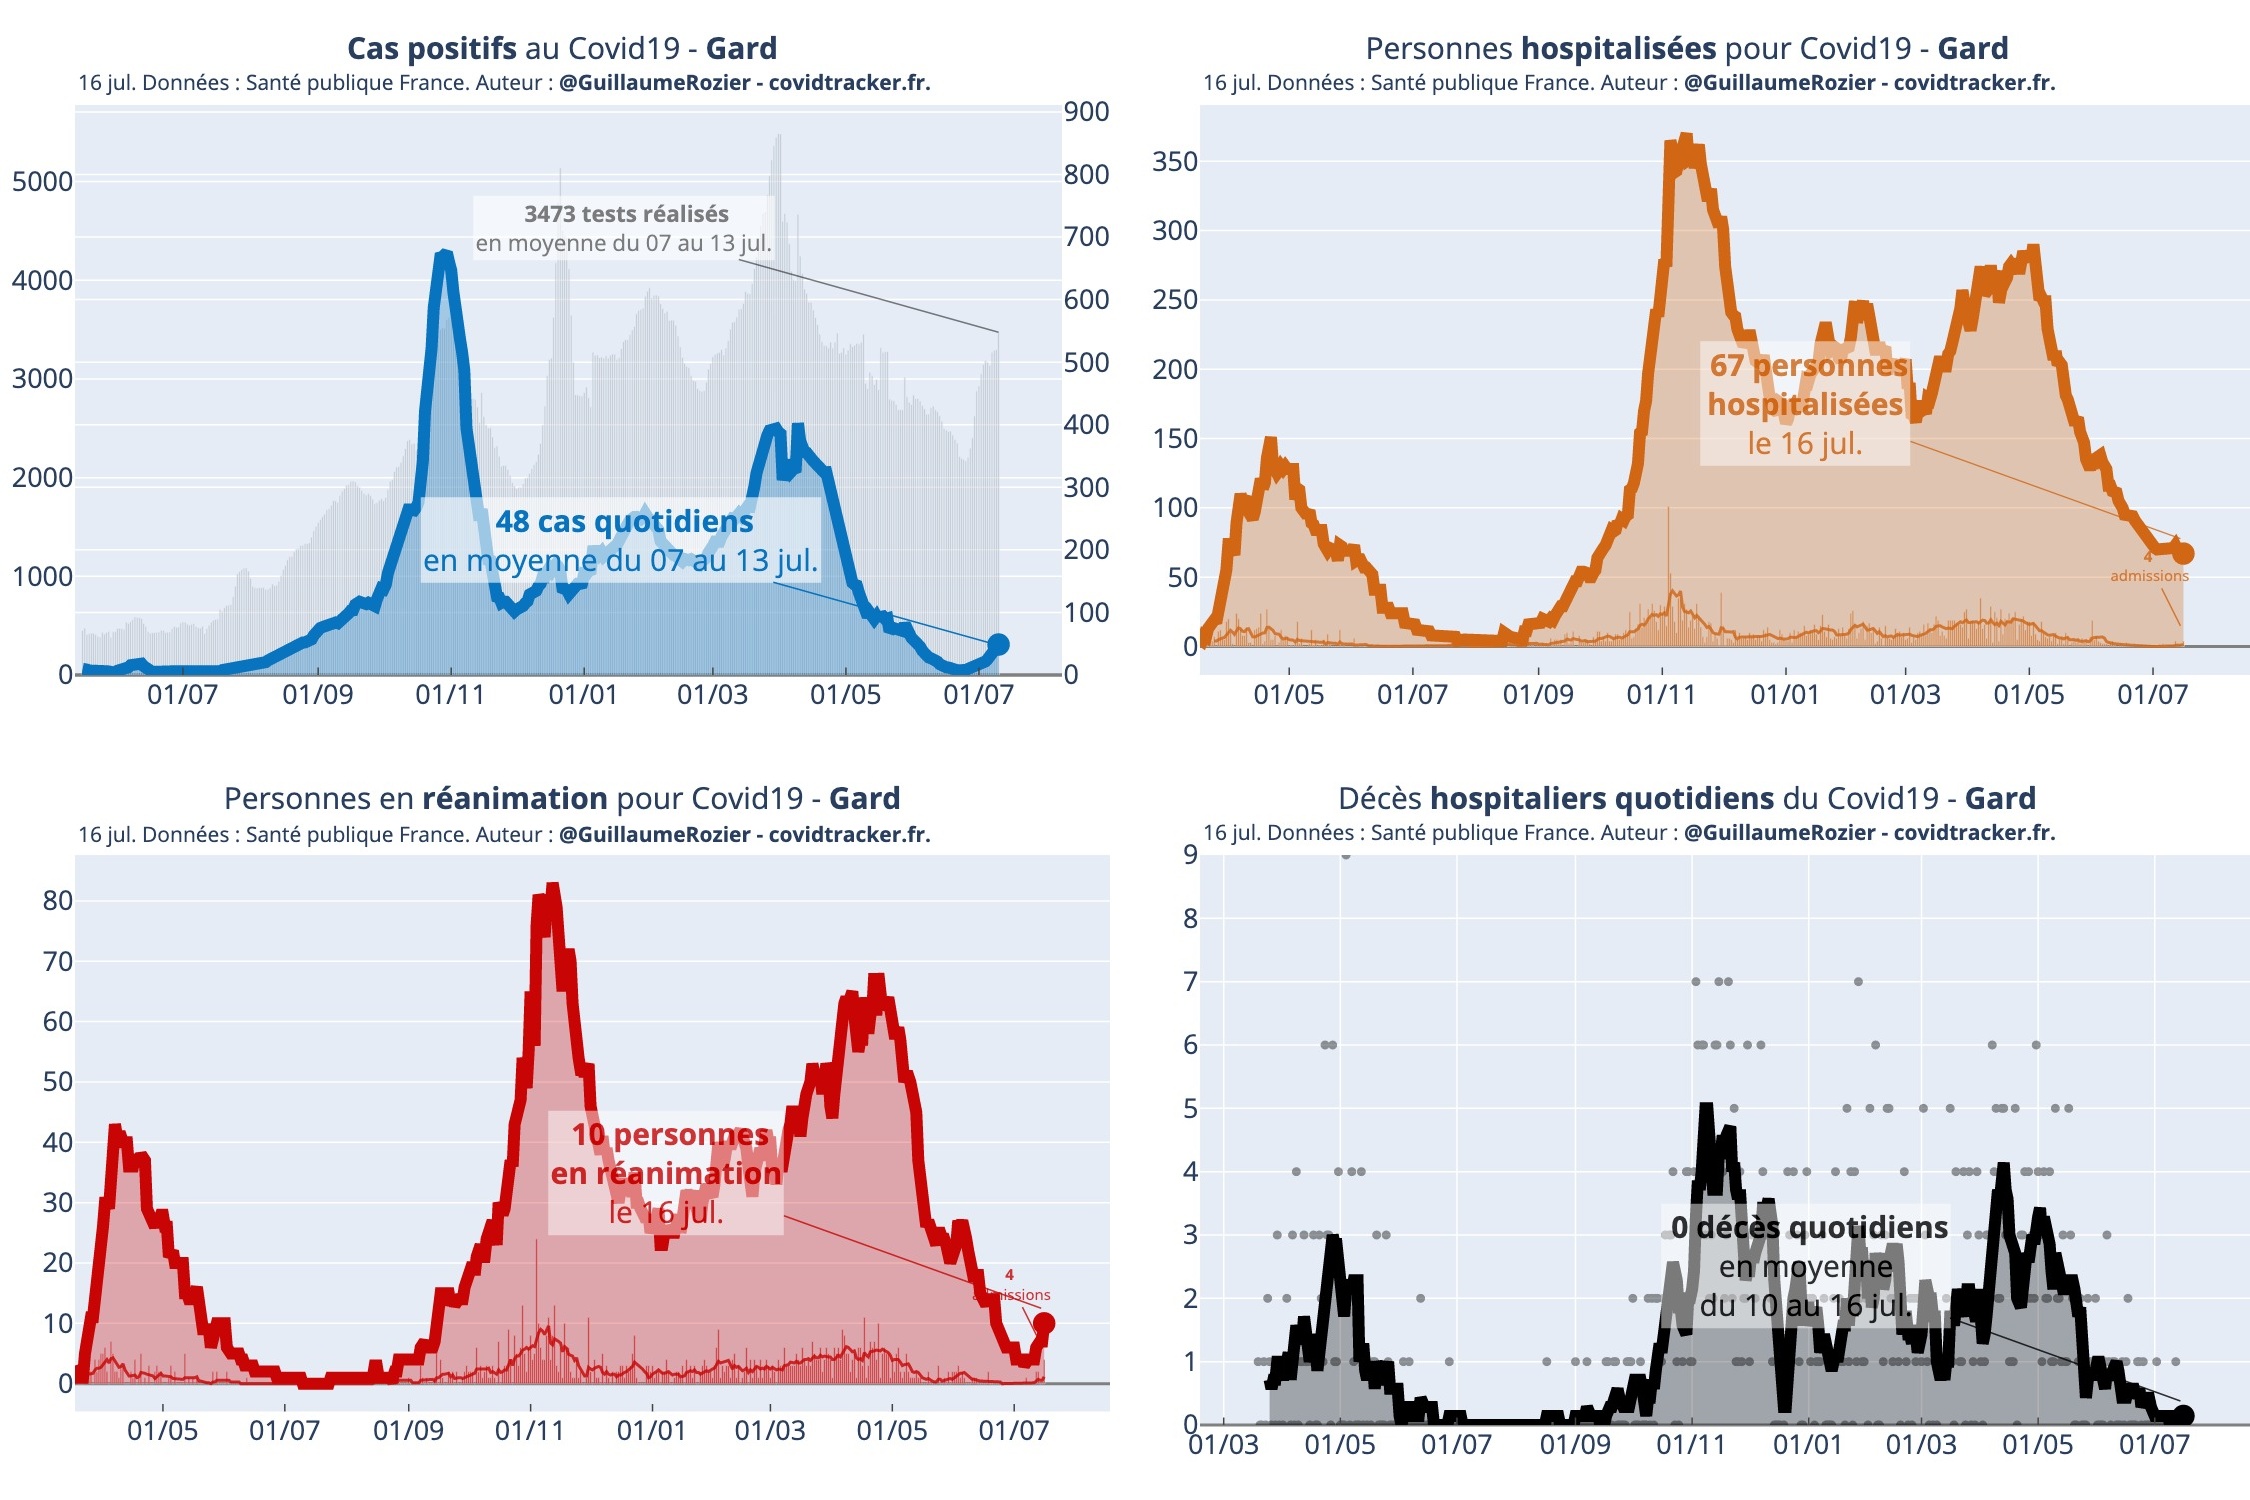 Cas positifs au Covid19 - Gard
16 jul. Données : Santé publique France. Auteur : @GuillaumeRozier - covidtracker.fr.
900
800
700
600
500
400
300
200
100
0
5000
4000
3000
2000
1000
0
3473 tests réalisés
en moyenne du 07 au 13 jul.
48 cas quotidiens
en moyenne du 07 au 13 jul.
01/07 01/09 01/11 01/01 01/03 01/05 01/07
Personnes hospitalisées pour Covid19 - Gard
16 jul. Données : Santé publique France. Auteur : @GuillaumeRozier - covidtracker.fr.
350
300
250
200
150
100
50
0
67 personnes
hospitalisées
le 16 jul.
4
admissions
01/05 01/07 01/09 01/11 01/01 01/03 01/05 01/07
Personnes en réanimation pour Covid19 - Gard
16 jul. Données : Santé publique France. Auteur : @GuillaumeRozier - covidtracker.fr.
80
70
60
50
40
30
20
10
0
10 personnes
en réanimation
le 16 jul.
4
admissions
01/05 01/07 01/09 01/11 01/01 01/03 01/05 01/07
Décès hospitaliers quotidiens du Covid19 - Gard
16 jul. Données : Santé publique France. Auteur : @GuillaumeRozier - covidtracker.fr.
9
8
7
6
5
4
3
2
1
0
0 décès quotidiens
en moyenne
du 10 au 16 jul.
01/03 01/05 01/07 01/09 01/11 01/01 01/03 01/05 01/07